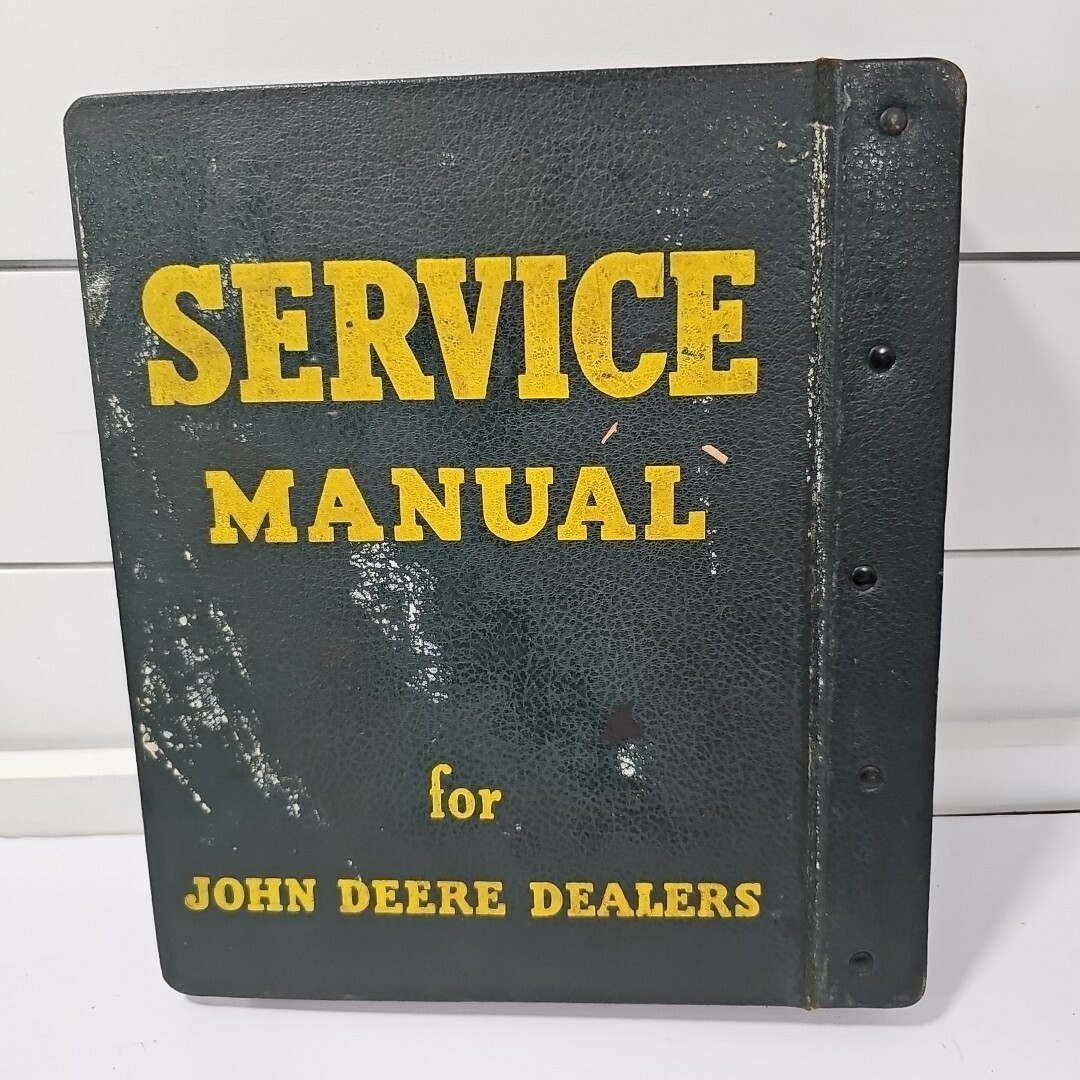 SERVICE
MANUAL
for
JOHN DEERE DEALERS